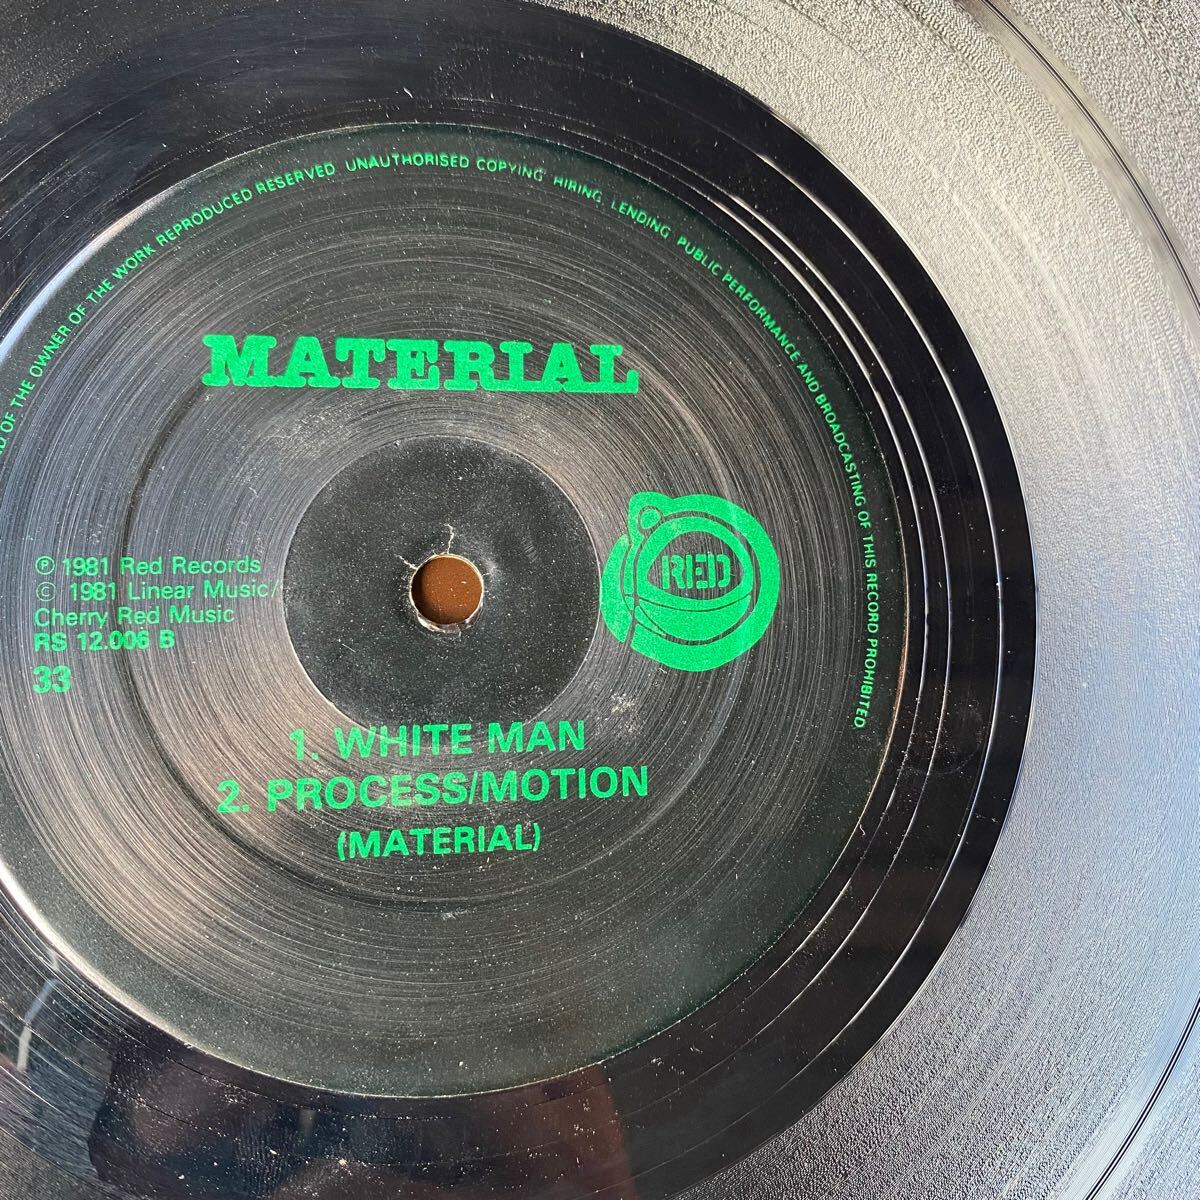 OF THE OWNER OF THE WORK REPRODUCED RESERVED UNAUTHORISED COPYING HIRING LENDING PUBLIC PERFORMANCE AND BROADCASTING OF THIS RECORD PROHIBITED
MATERIAL
RED
℗ 1981 Red Records
© 1981 Linear Music/
Cherry Red Music
RS 12.006 B
33
1. WHITE MAN
2. PROCESS/MOTION
(MATERIAL)